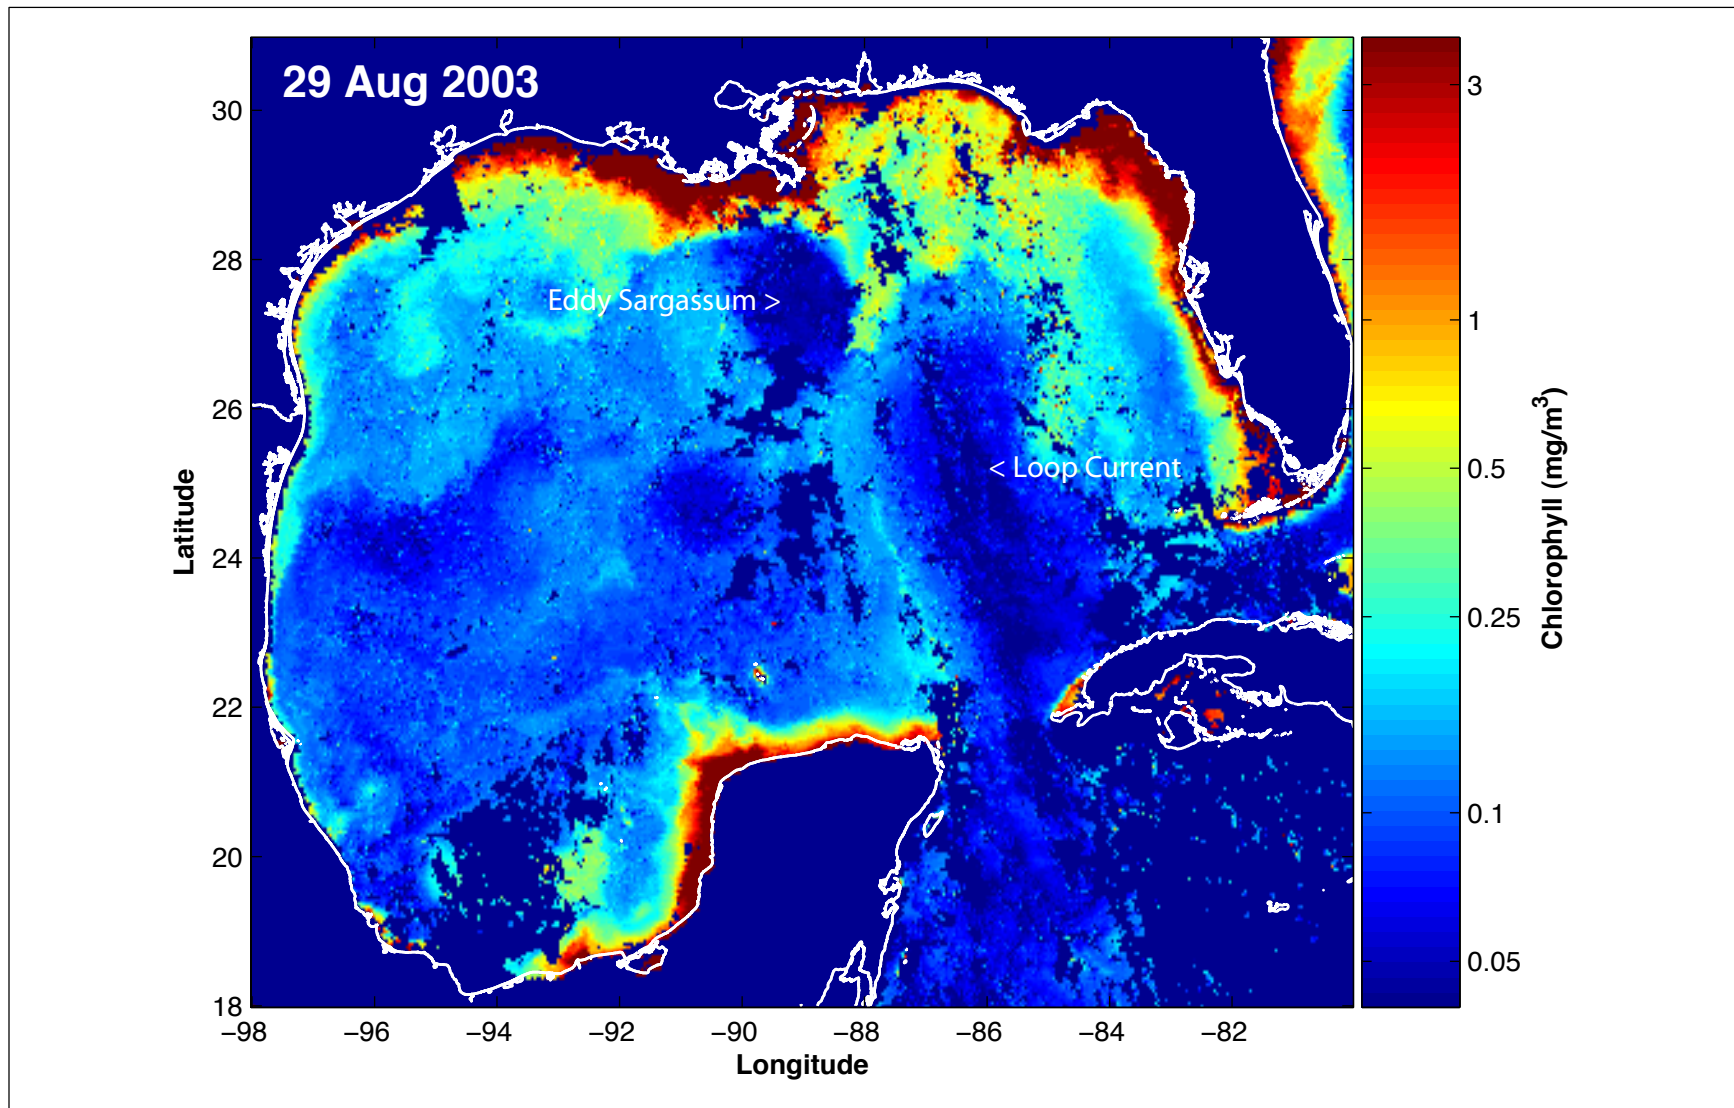 29 Aug 2003
Eddy Sargassum >
< Loop Current
30
28
26
24
22
20
18
Latitude
−98 −96 −94 −92 −90 −88 −86 −84 −82
Longitude
3
1
0.5
0.25
0.1
0.05
Chlorophyll (mg/m³)